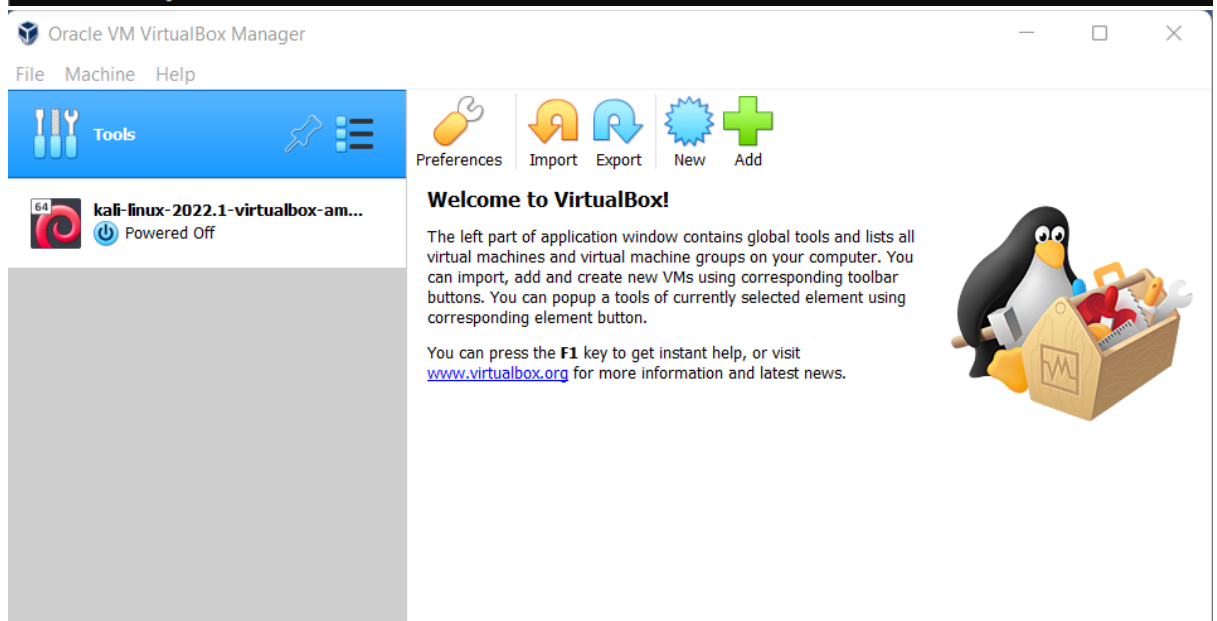 Oracle VM VirtualBox Manager
File Machine Help
Tools
Preferences Import Export New Add
64
kali-linux-2022.1-virtualbox-am...
Powered Off
Welcome to VirtualBox!
The left part of application window contains global tools and lists all
virtual machines and virtual machine groups on your computer. You
can import, add and create new VMs using corresponding toolbar
buttons. You can popup a tools of currently selected element using
corresponding element button.
You can press the F1 key to get instant help, or visit
www.virtualbox.org for more information and latest news.